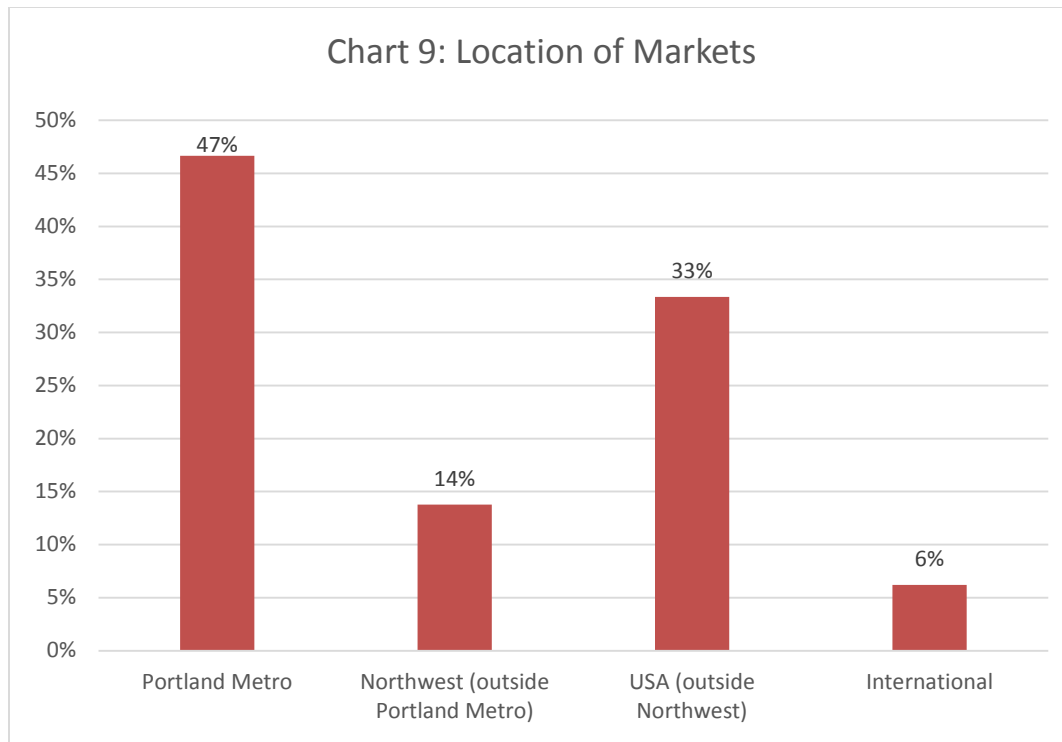 Chart 9: Location of Markets
50%
45%
40%
35%
30%
25%
20%
15%
10%
5%
0%
47%
14%
33%
6%
Portland Metro
Northwest (outside
Portland Metro)
USA (outside
Northwest)
International